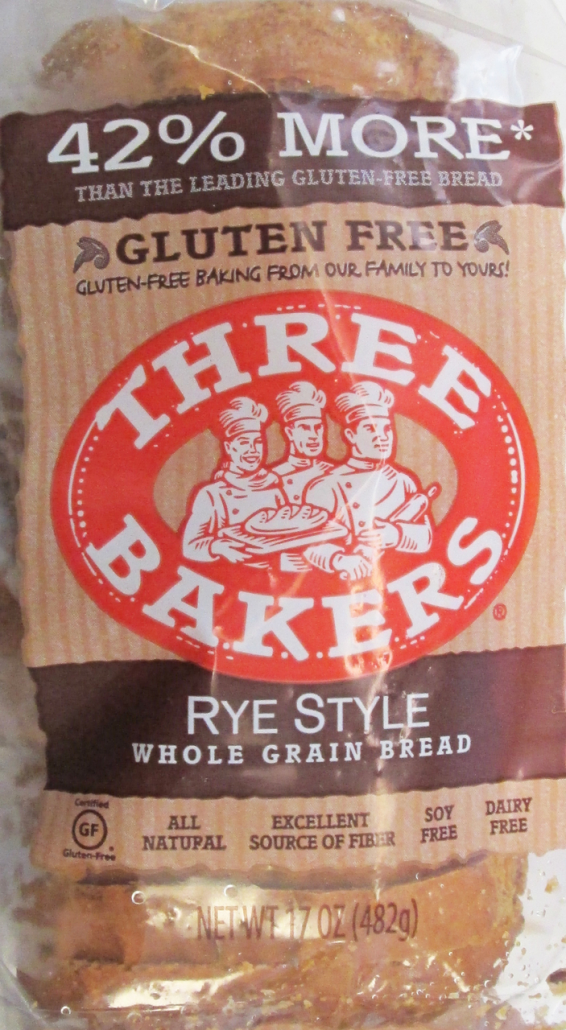 42% MORE*
THAN THE LEADING GLUTEN-FREE BREAD
GLUTEN FREE
GLUTEN-FREE BAKING FROM OUR FAMILY TO YOURS!
THREE
BAKERS®
RYE STYLE
WHOLE GRAIN BREAD
Certified
GF
Gluten-Free
ALL
NATURAL
EXCELLENT
SOURCE OF FIBER
SOY
FREE
DAIRY
FREE
NET WT 17 OZ (482g)